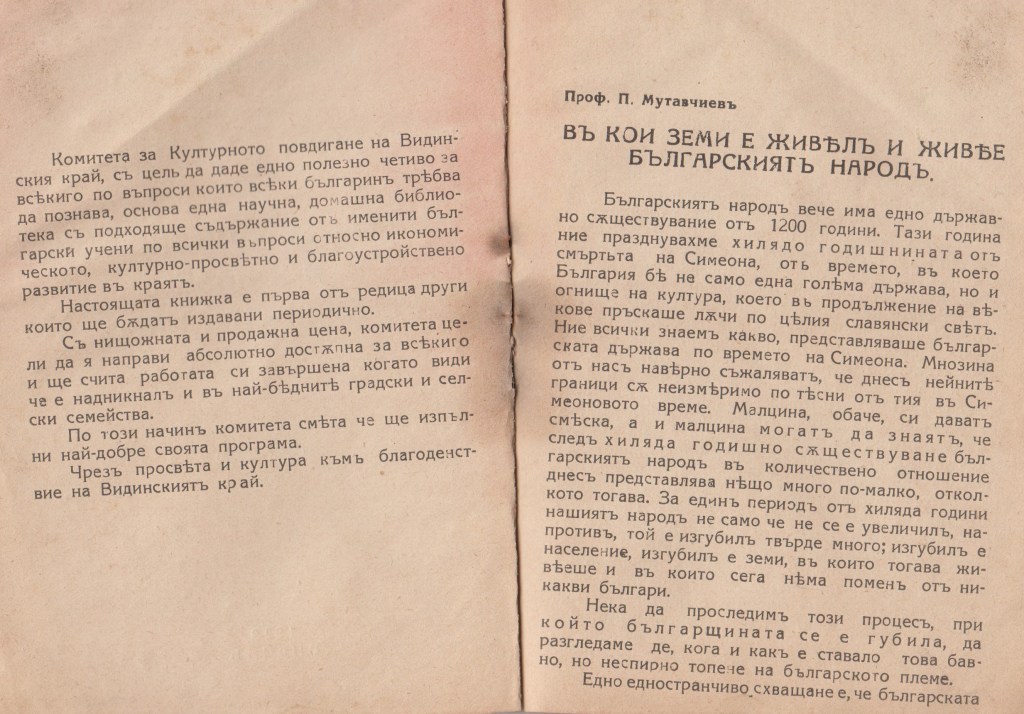 Комитета за Културното повдигане на Видин-
ския край, съ цель да даде едно полезно четиво за
всѣкиго по въпроси които всѣки българинъ трѣбва
да познава, основа една научна, домашна библио-
тека съ подходяще съдържание отъ именити бъл-
гарски учени по всички въпроси относно икономи-
ческото, културно-просвѣтно и благоустройствено
развитие въ краятъ.
Настоящата книжка е първа отъ редица други
които ще бѫдатъ издавани периодично.
Съ нищожната и продажна цена, комитета це-
ли да я направи абсолютно достѫпна за всѣкиго
и ще счита работата си завършена когато види
че е надникналъ и въ най-бѣднитѣ градски и сел-
ски семейства.
По този начинъ комитета смѣта че ще изпъл-
ни най-добре своята програма.
Чрезъ просвѣта и култура къмъ благоденст-
вие на Видинскиятъ край.
Проф. П. Мутавчиевъ
ВЪ КОИ ЗЕМИ Е ЖИВѢЛЪ И ЖИВѢЕ
БЪЛГАРСКИЯТЪ НАРОДЪ.
Българскиятъ народъ вече има едно държав-
но сѫществувание отъ 1200 години. Тази година
ние празднувахме хилядо годишнината отъ
смъртьта на Симеона, отъ времето, въ което
България бѣ не само една голѣма държава, но и
огнище на култура, което въ продължение на вѣ-
кове пръскаше лѫчи по цѣлия славянски свѣтъ.
Ние всички знаемъ какво, представляваше българ-
ската държава по времето на Симеона. Мнозина
отъ насъ навѣрно съжаляватъ, че днесъ нейнитѣ
граници сѫ неизмѣримо по тѣсни отъ тия въ Си-
меоновото време. Малцина, обаче, си даватъ
смѣска, а и малцина могатъ да знаятъ, че
следъ хиляда годишно сѫществуване бъл-
гарскиятъ народъ въ количествено отношение
днесъ представлява нѣщо много по-малко, откол-
кото тогава. За единъ периодъ отъ хиляда години
нашиятъ народъ не само че не се е увеличилъ, на-
противъ, той е изгубилъ твърде много; изгубилъ е
население, изгубилъ е земи, въ които тогава жи-
вѣеше и въ които сега нѣма поменъ отъ ни-
какви българи.
Нека да проследимъ този процесъ, при
който българщината се е губила, да
разгледаме де, кога и какъ е ставало това бав-
но, но неспирно топене на българското племе.
Едно едностранчиво схващане е, че българската